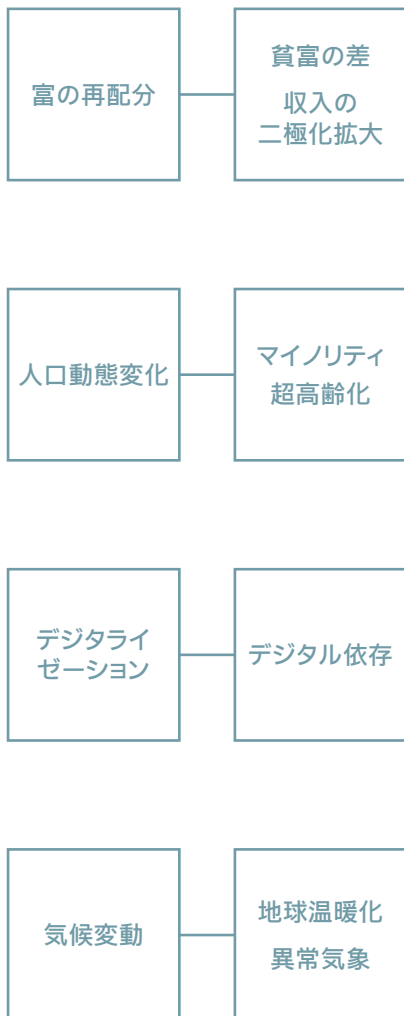 富の再配分
貧富の差
収入の
二極化拡大
人口動態変化
マイノリティ
超高齢化
デジタライ
ゼーション
デジタル依存
気候変動
地球温暖化
異常気象